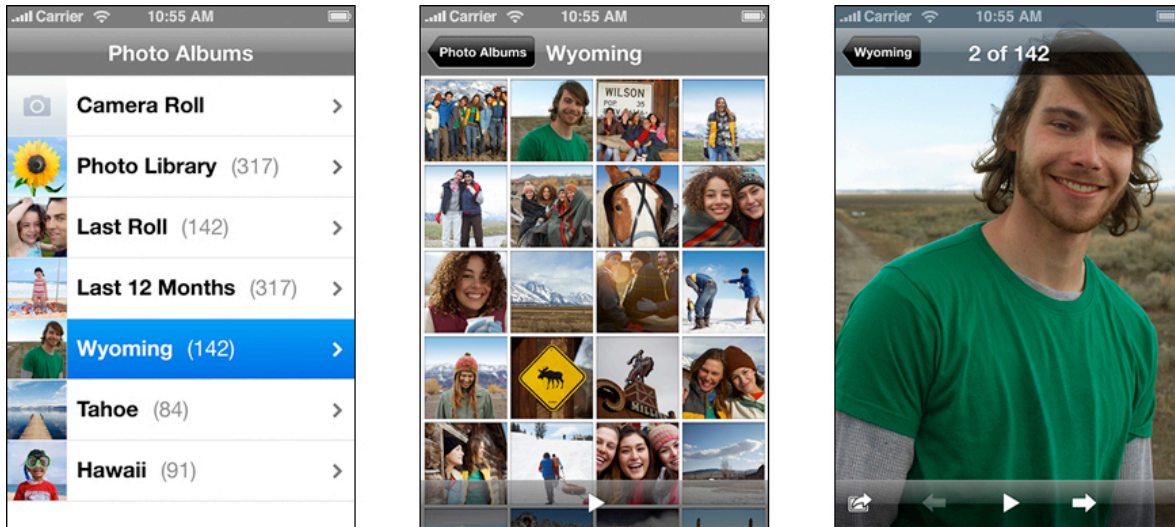 Carrier 10:55 AM
Photo Albums
Camera Roll
Photo Library (317)
Last Roll (142)
Last 12 Months (317)
Wyoming (142)
Tahoe (84)
Hawaii (91)
Carrier 10:55 AM
Photo Albums Wyoming
WILSON
POP 35
Carrier 10:55 AM
Wyoming 2 of 142